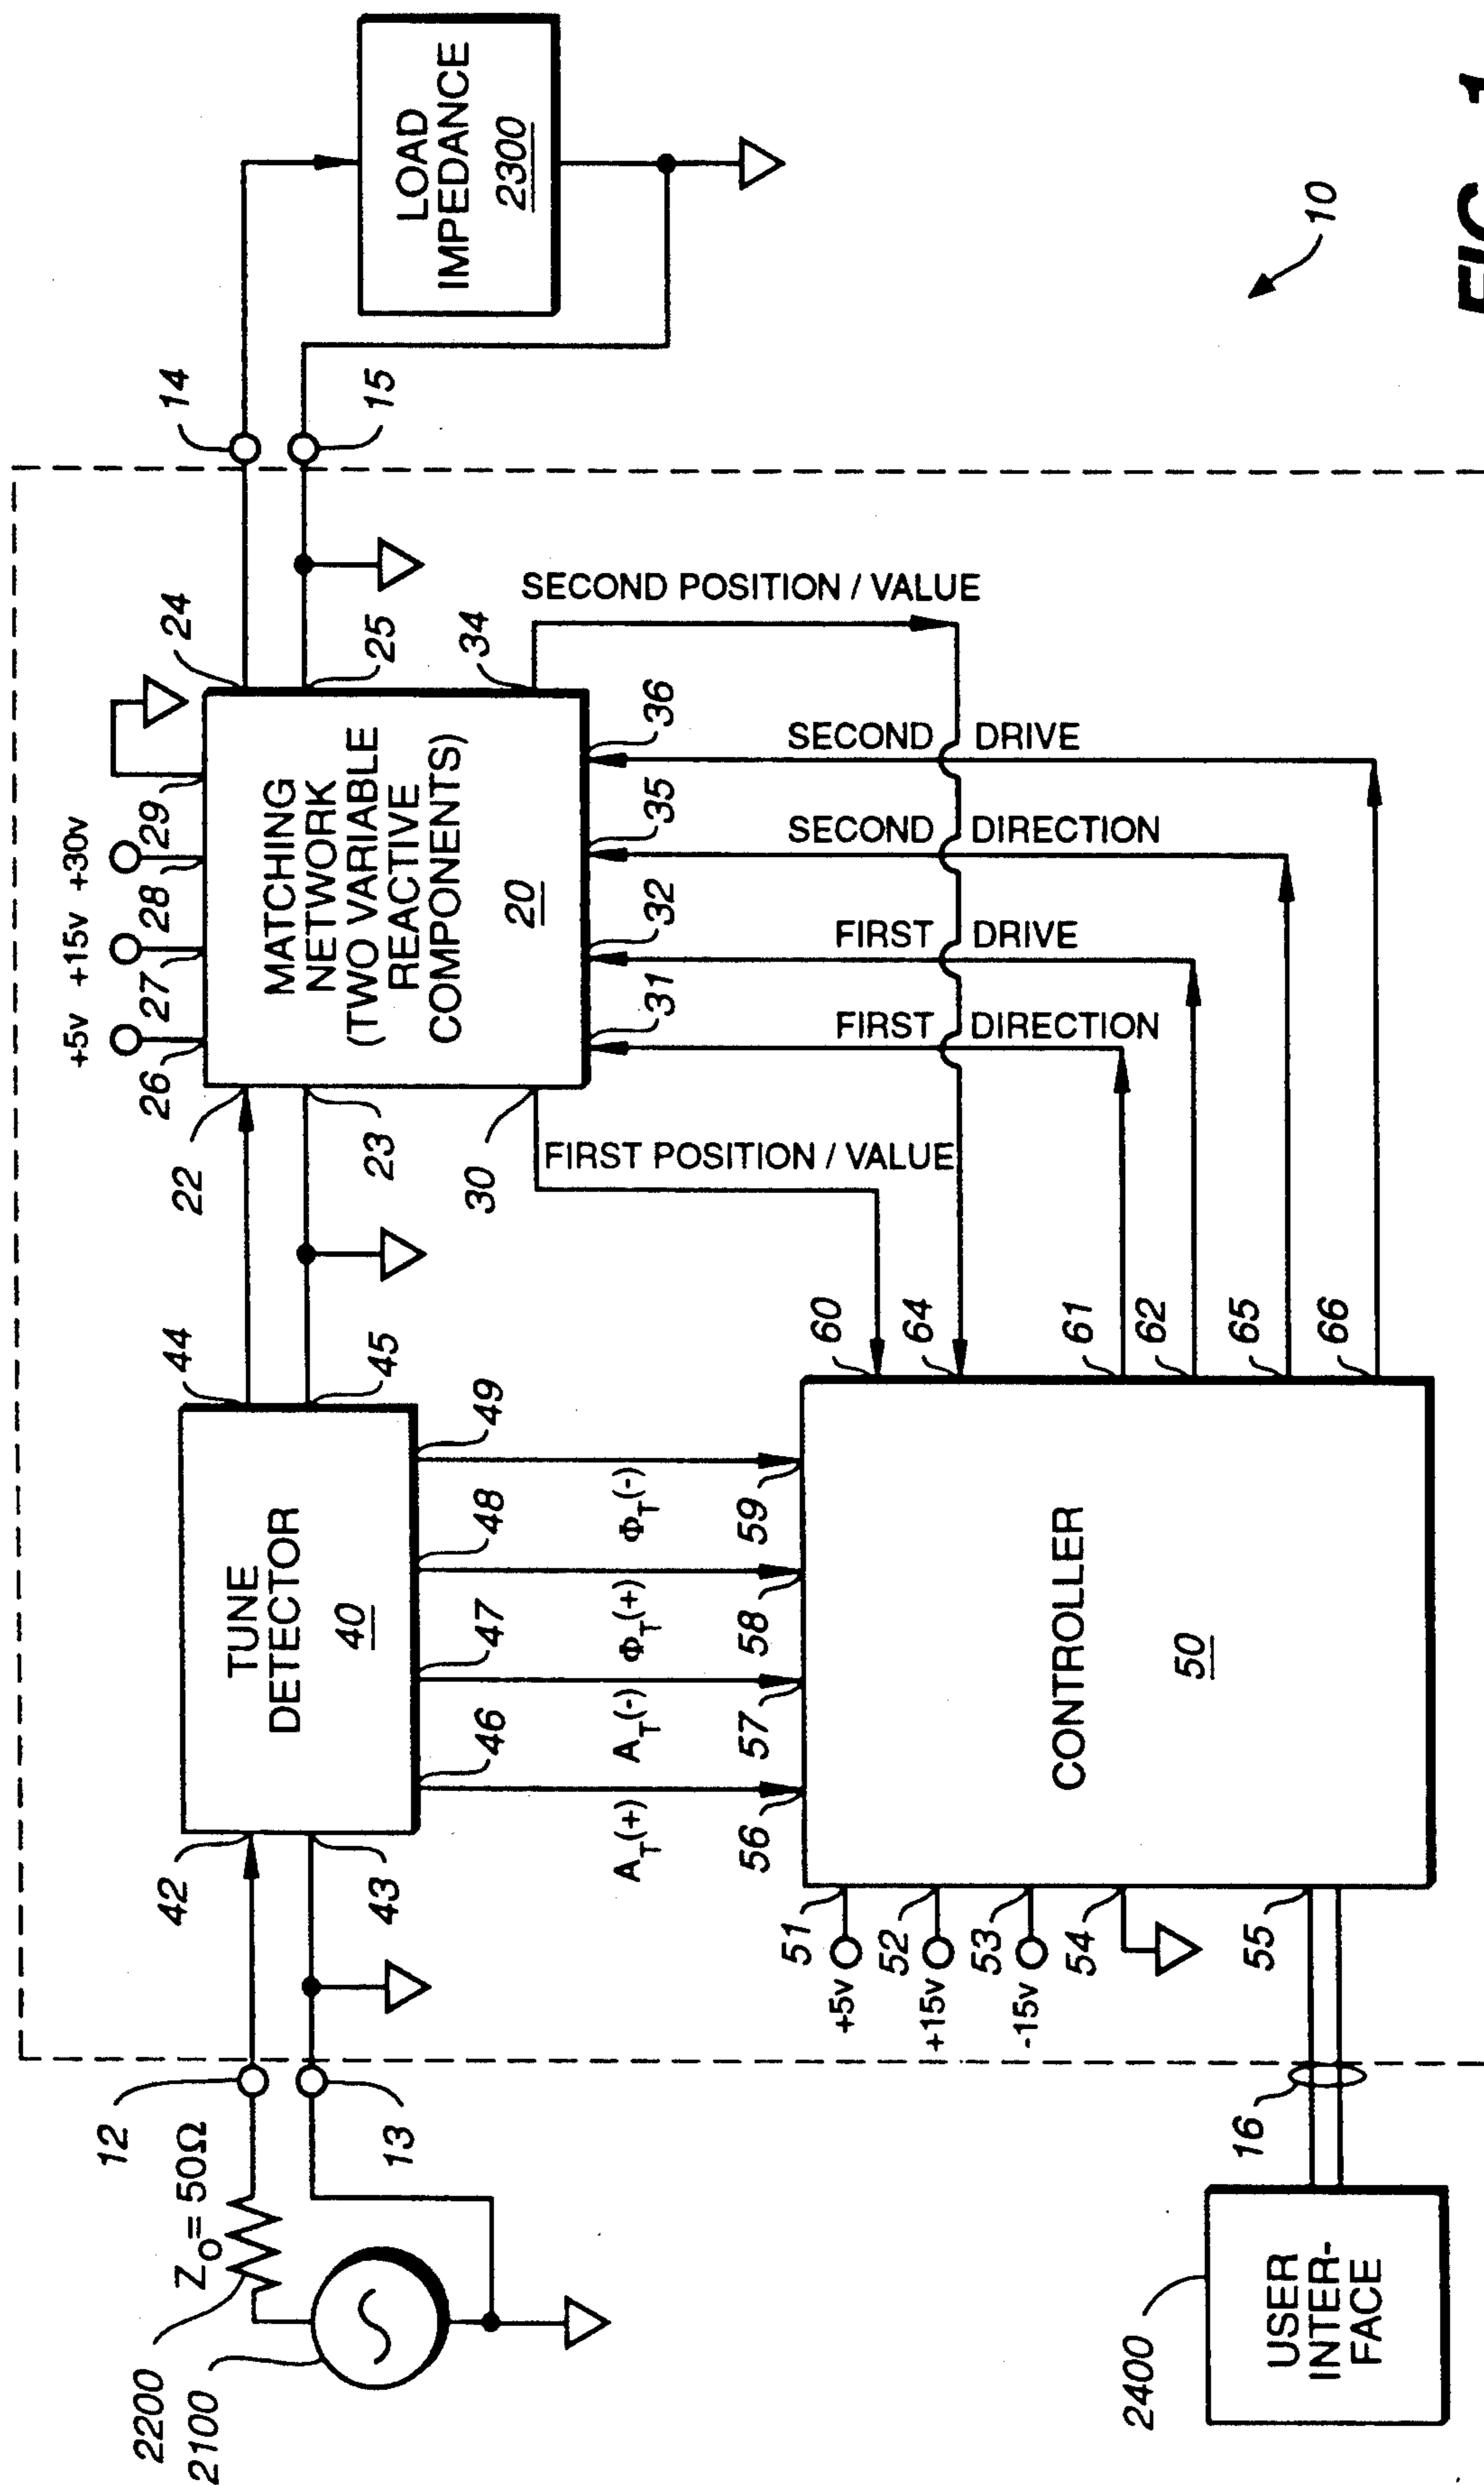 +5v +15v +30v
26
27
28
29
24
14
22
23
25
15
MATCHING
NETWORK
(TWO VARIABLE
REACTIVE
COMPONENTS)
20
30
31
32
35
36
34
LOAD
IMPEDANCE
2300
SECOND POSITION / VALUE
SECOND DRIVE
SECOND DIRECTION
FIRST DRIVE
FIRST DIRECTION
FIRST POSITION / VALUE
2200
2100
Z_O = 50Ω
12
13
42
43
TUNE
DETECTOR
40
44
45
46
47
48
49
A_T(+)
A_T(-)
Φ_T(+)
Φ_T(-)
56
57
58
59
60
64
61
62
65
66
51
+5v
52
+15v
53
-15v
54
55
CONTROLLER
50
16
2400
USER
INTER-
FACE
10
FIG. 1